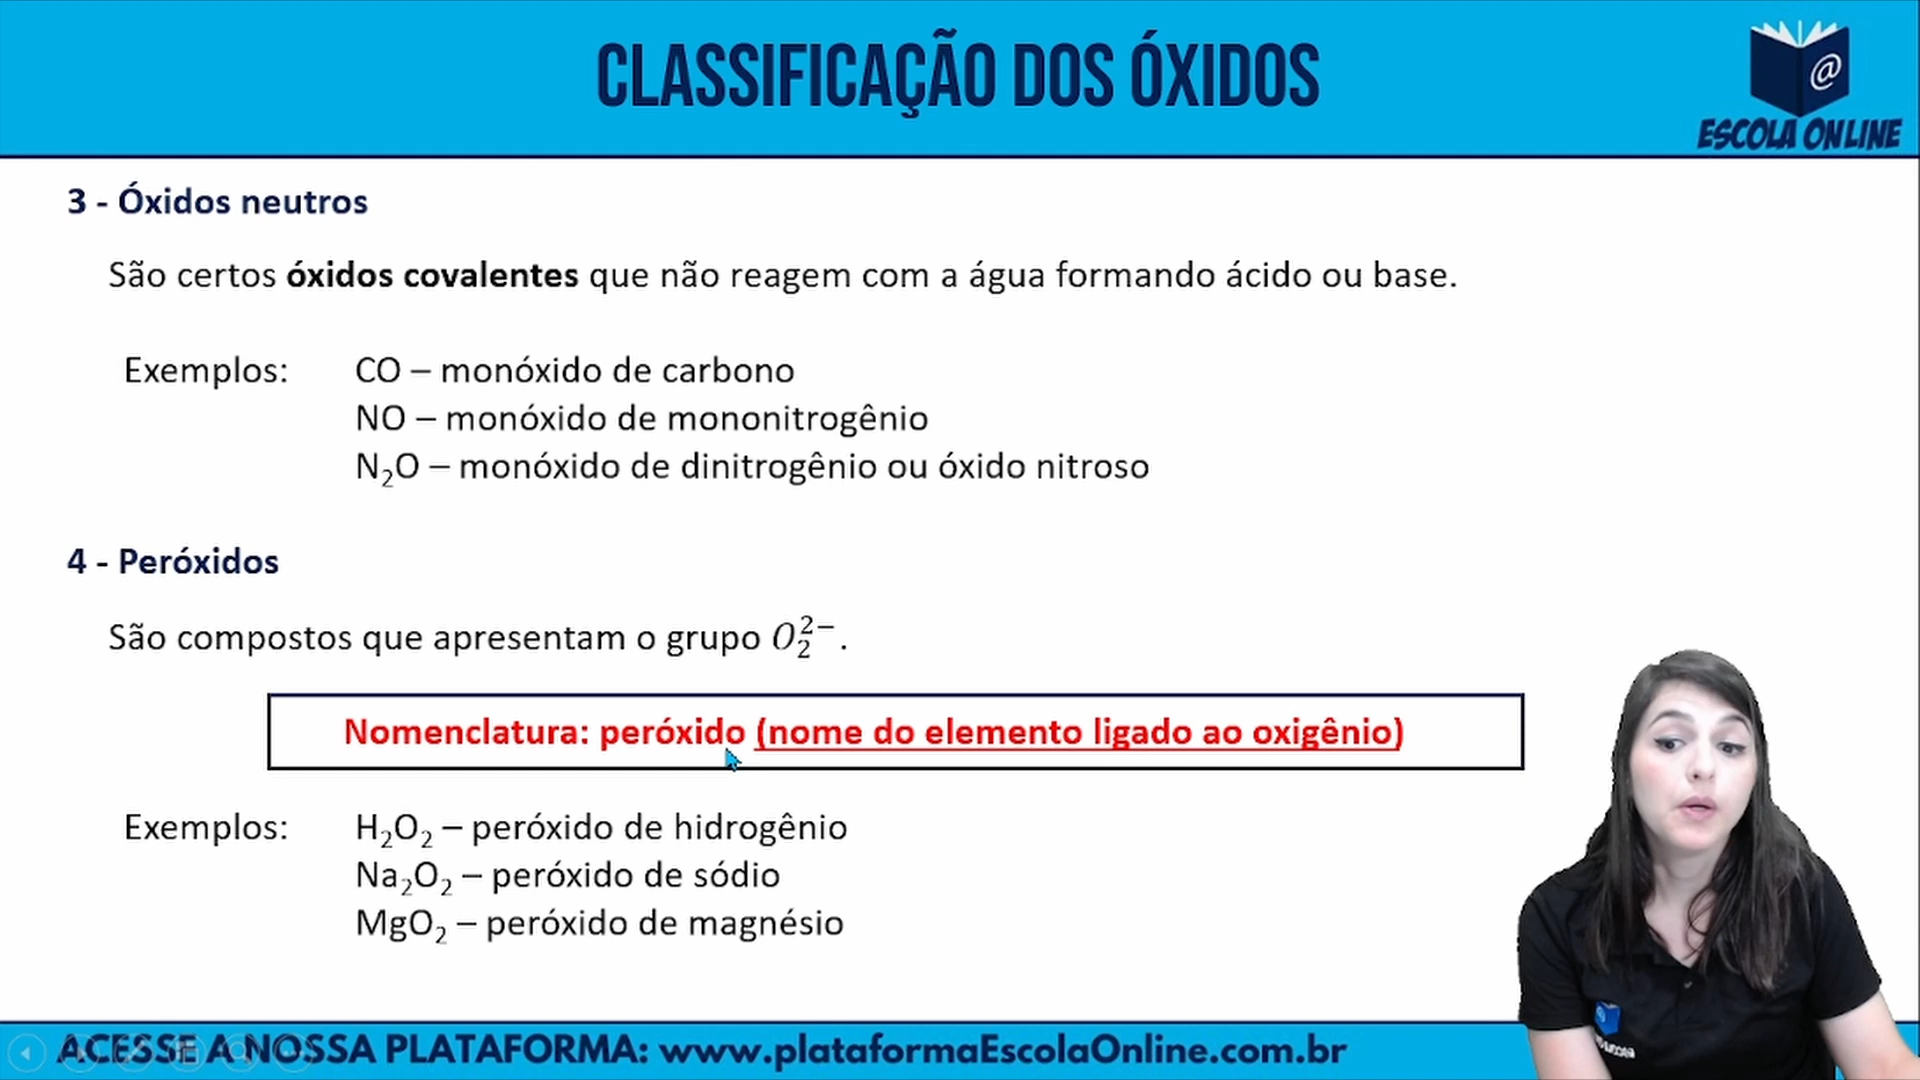 CLASSIFICAÇÃO DOS ÓXIDOS
@
ESCOLA ONLINE
3 - Óxidos neutros
São certos óxidos covalentes que não reagem com a água formando ácido ou base.
Exemplos: CO – monóxido de carbono
NO – monóxido de mononitrogênio
N₂O – monóxido de dinitrogênio ou óxido nitroso
4 - Peróxidos
São compostos que apresentam o grupo O₂²⁻.
Nomenclatura: peróxido (nome do elemento ligado ao oxigênio)
Exemplos: H₂O₂ – peróxido de hidrogênio
Na₂O₂ – peróxido de sódio
MgO₂ – peróxido de magnésio
ACESSE A NOSSA PLATAFORMA: www.plataformaEscolaOnline.com.br